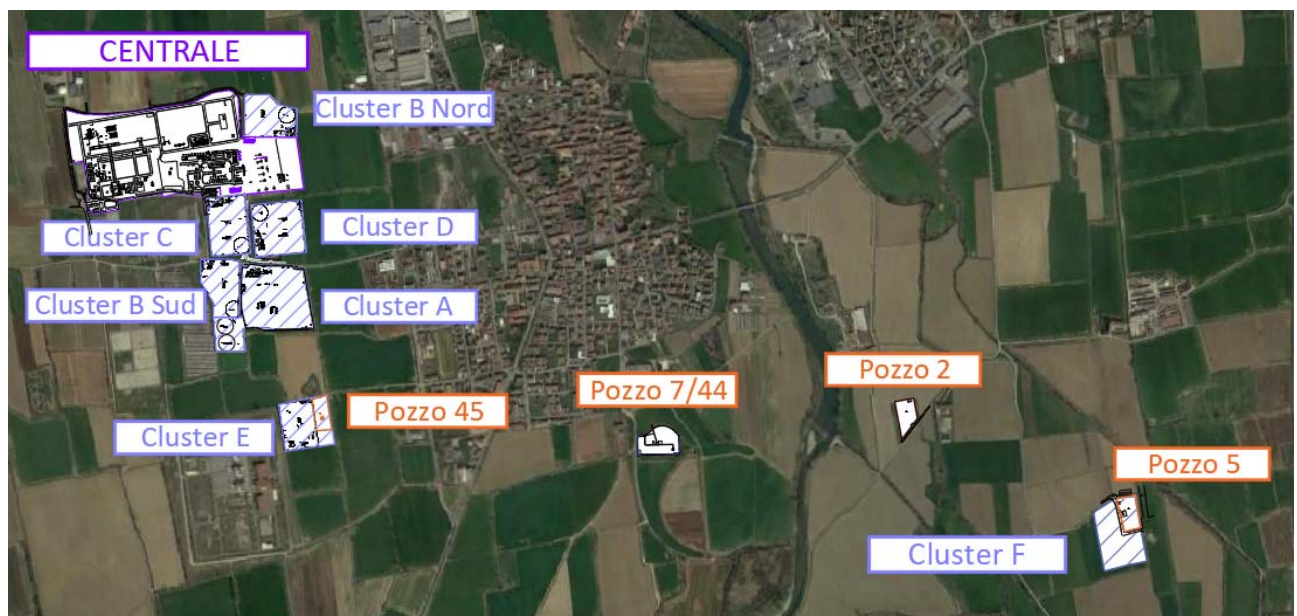 CENTRALE
Cluster B Nord
Cluster C
Cluster D
Cluster B Sud
Cluster A
Pozzo 45
Cluster E
Pozzo 7/44
Pozzo 2
Pozzo 5
Cluster F